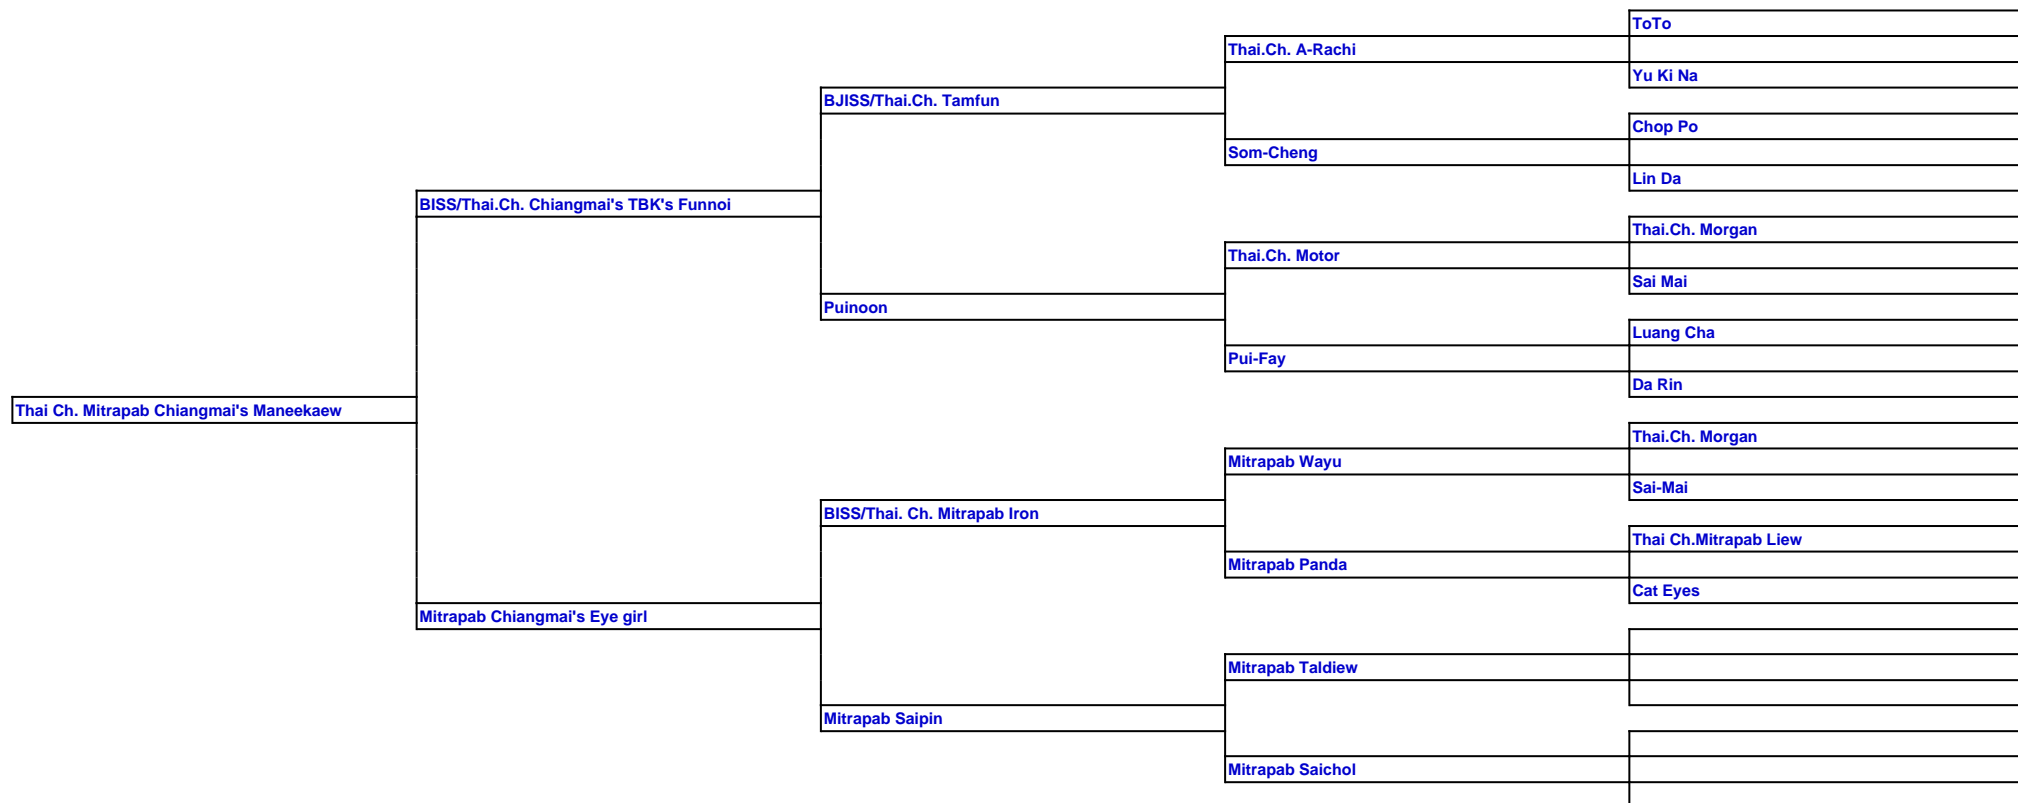 ToTo
Thai.Ch. A-Rachi
Yu Ki Na
BJISS/Thai.Ch. Tamfun
Chop Po
Som-Cheng
Lin Da
BISS/Thai.Ch. Chiangmai's TBK's Funnoi
Thai.Ch. Morgan
Thai.Ch. Motor
Sai Mai
Puinoon
Luang Cha
Pui-Fay
Da Rin
Thai Ch. Mitrapab Chiangmai's Maneekaew
Thai.Ch. Morgan
Mitrapab Wayu
Sai-Mai
BISS/Thai. Ch. Mitrapab Iron
Thai Ch.Mitrapab Liew
Mitrapab Panda
Cat Eyes
Mitrapab Chiangmai's Eye girl
Mitrapab Taldiew
Mitrapab Saipin
Mitrapab Saichol